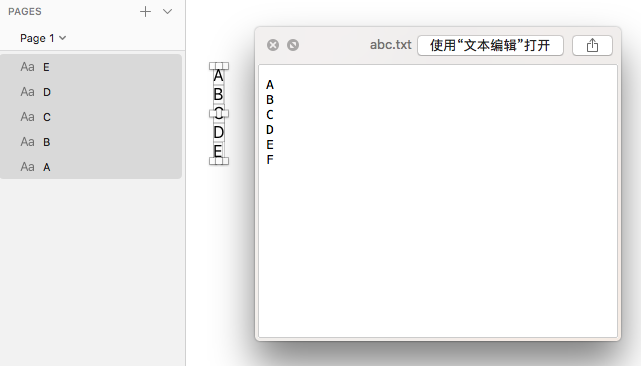 PAGES
Page 1
Aa E
Aa D
Aa C
Aa B
Aa A
A
B
C
D
E
abc.txt 使用“文本编辑”打开
A
B
C
D
E
F